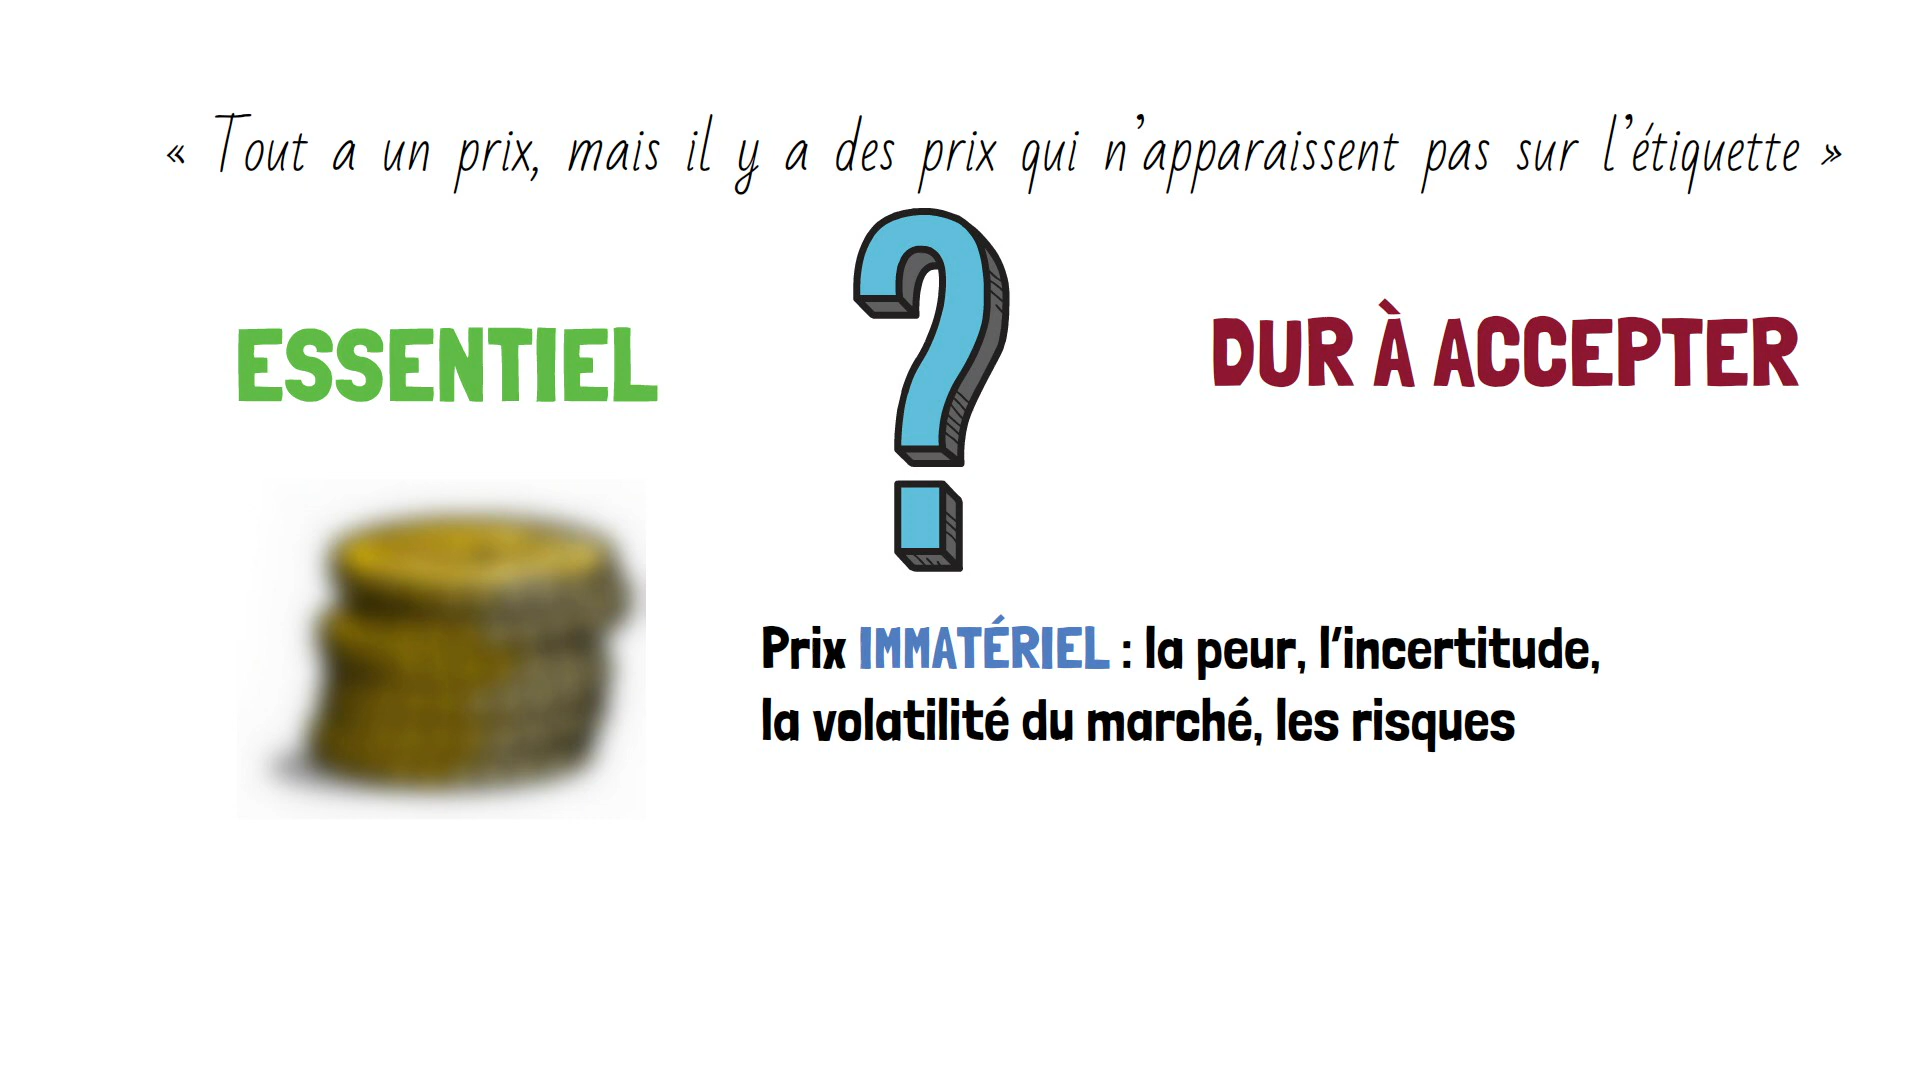 « Tout a un prix, mais il y a des prix qui n’apparaissent pas sur l’étiquette »
ESSENTIEL
DUR À ACCEPTER
Prix IMMATÉRIEL : la peur, l’incertitude,
la volatilité du marché, les risques